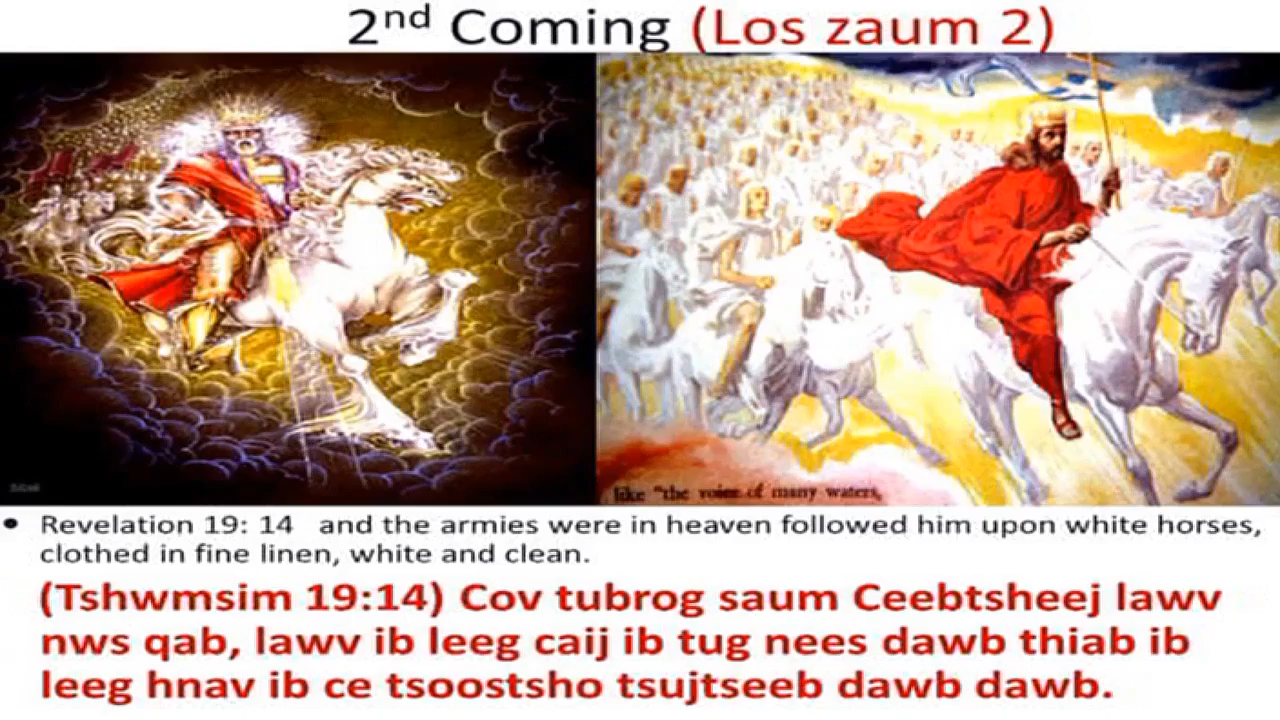 2nd Coming (Los zaum 2)
like "the voice of many waters,
• Revelation 19: 14 and the armies were in heaven followed him upon white horses,
clothed in fine linen, white and clean.
(Tshwmsim 19:14) Cov tubrog saum Ceebtsheej lawv
nws qab, lawv ib leeg caij ib tug nees dawb thiab ib
leeg hnav ib ce tsoostsho tsujtseeb dawb dawb.